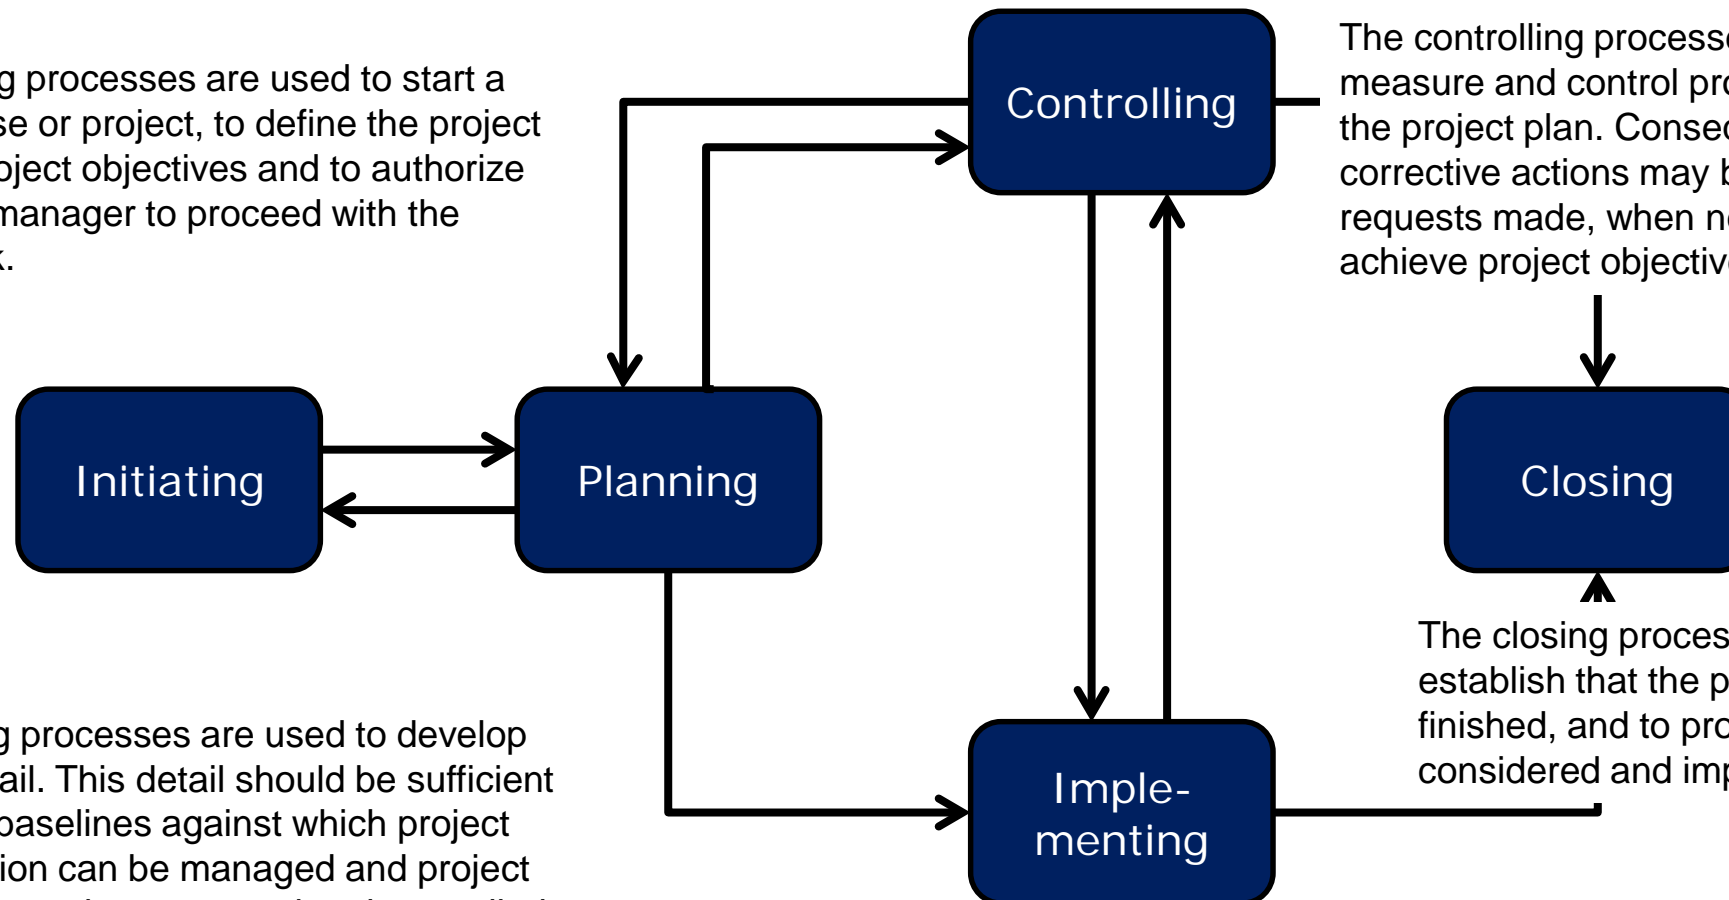 g processes are used to start a
se or project, to define the project
oject objectives and to authorize
manager to proceed with the
k.
Controlling
The controlling process
measure and control pro
the project plan. Consec
corrective actions may b
requests made, when n
achieve project objectiv
Initiating
Planning
Closing
g processes are used to develop
ail. This detail should be sufficient
baselines against which project
ion can be managed and project
Imple-
menting
The closing proces
establish that the p
finished, and to pro
considered and imp